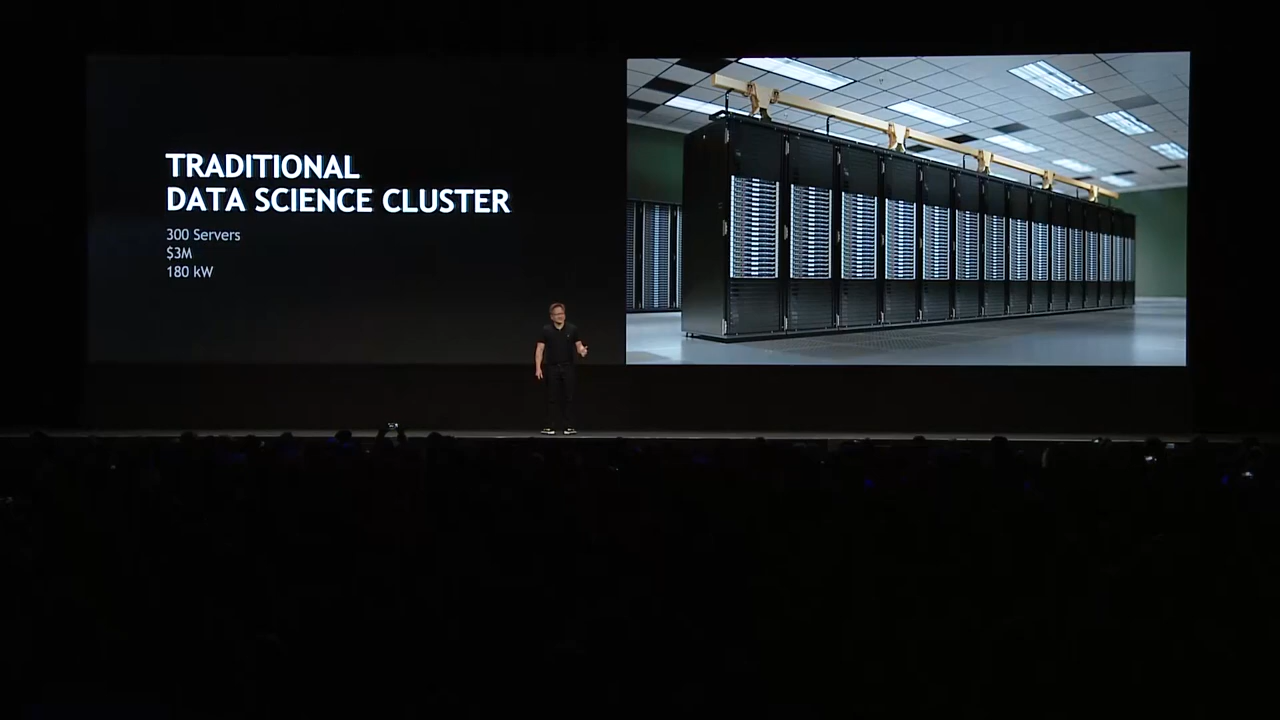 TRADITIONAL
DATA SCIENCE CLUSTER
300 Servers
$3M
180 kW